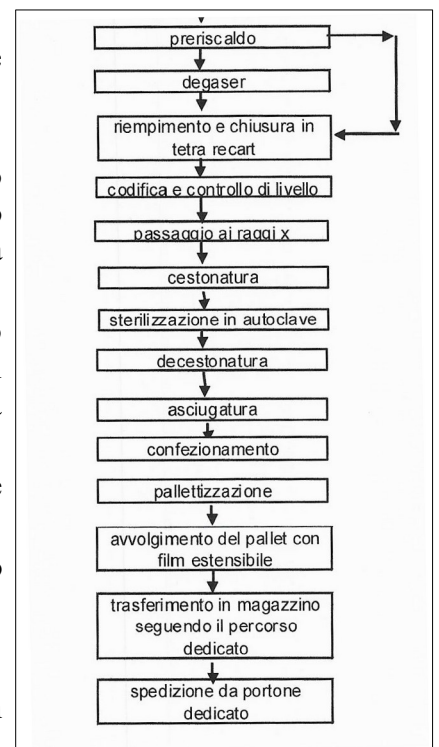 preriscaldo
degaser
riempimento e chiusura in
tetra recart
codifica e controllo di livello
passaggio ai raggi x
cestonatura
sterilizzazione in autoclave
decestonatura
asciugatura
confezionamento
pallettizzazione
avvolgimento del pallet con
film estensibile
trasferimento in magazzino
seguendo il percorso
dedicato
spedizione da portone
dedicato